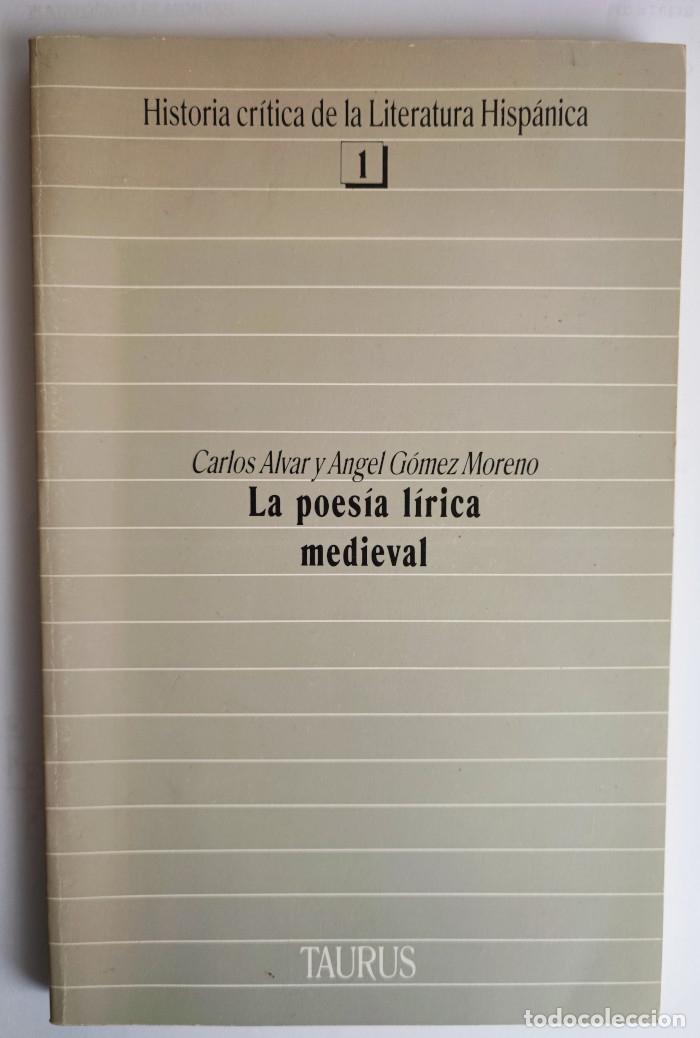 Historia crítica de la Literatura Hispánica
1
Carlos Alvar y Angel Gómez Moreno
La poesía lírica
medieval
TAURUS
todocoleccion